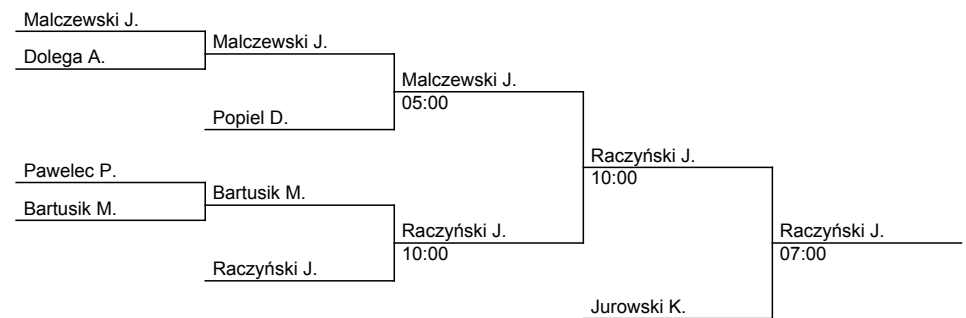 Malczewski J.
Dolega A.
Malczewski J.
Popiel D.
Malczewski J.
05:00
Pawelec P.
Bartusik M.
Bartusik M.
Raczyński J.
Raczyński J.
10:00
Raczyński J.
10:00
Jurowski K.
Raczyński J.
07:00